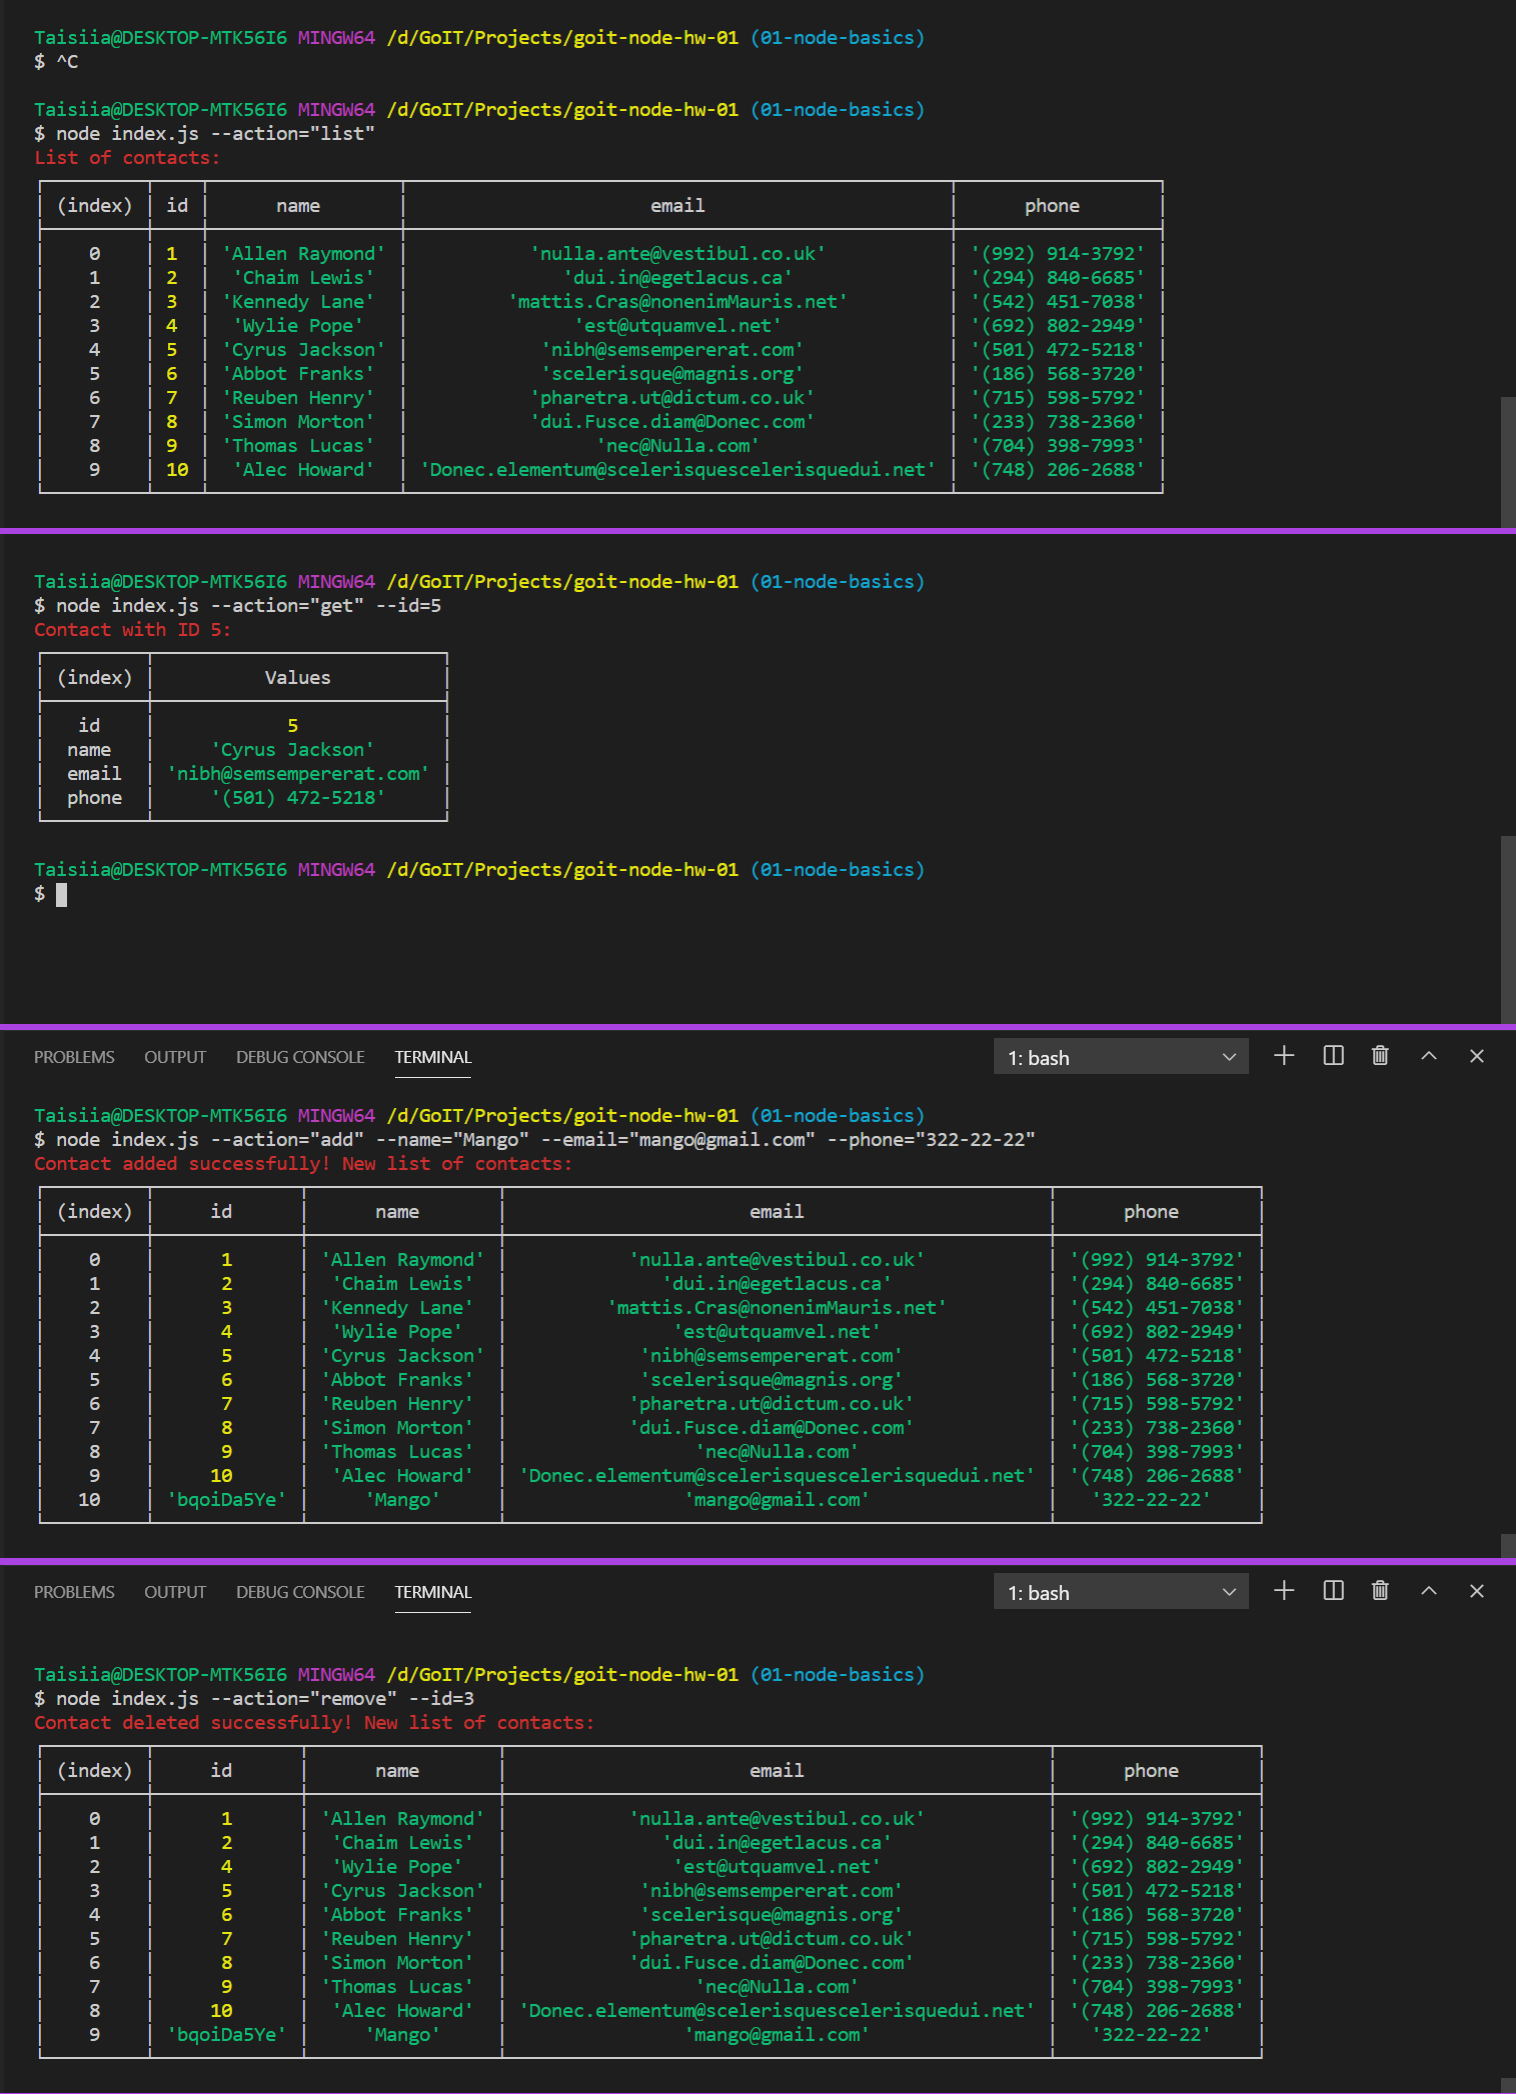 Taisiia@DESKTOP-MTK56I6 MINGW64 /d/GoIT/Projects/goit-node-hw-01 (01-node-basics)
$ ^C
Taisiia@DESKTOP-MTK56I6 MINGW64 /d/GoIT/Projects/goit-node-hw-01 (01-node-basics)
$ node index.js --action="list"
List of contacts:
(index) id name email phone
0 1 'Allen Raymond' 'nulla.ante@vestibul.co.uk' '(992) 914-3792'
1 2 'Chaim Lewis' 'dui.in@egetlacus.ca' '(294) 840-6685'
2 3 'Kennedy Lane' 'mattis.Cras@nonenimMauris.net' '(542) 451-7038'
3 4 'Wylie Pope' 'est@utquamvel.net' '(692) 802-2949'
4 5 'Cyrus Jackson' 'nibh@semsempererat.com' '(501) 472-5218'
5 6 'Abbot Franks' 'scelerisque@magnis.org' '(186) 568-3720'
6 7 'Reuben Henry' 'pharetra.ut@dictum.co.uk' '(715) 598-5792'
7 8 'Simon Morton' 'dui.Fusce.diam@Donec.com' '(233) 738-2360'
8 9 'Thomas Lucas' 'nec@Nulla.com' '(704) 398-7993'
9 10 'Alec Howard' 'Donec.elementum@scelerisquescelerisquedui.net' '(748) 206-2688'
Taisiia@DESKTOP-MTK56I6 MINGW64 /d/GoIT/Projects/goit-node-hw-01 (01-node-basics)
$ node index.js --action="get" --id=5
Contact with ID 5:
(index) Values
id 5
name 'Cyrus Jackson'
email 'nibh@semsempererat.com'
phone '(501) 472-5218'
Taisiia@DESKTOP-MTK56I6 MINGW64 /d/GoIT/Projects/goit-node-hw-01 (01-node-basics)
$
PROBLEMS OUTPUT DEBUG CONSOLE TERMINAL 1: bash
Taisiia@DESKTOP-MTK56I6 MINGW64 /d/GoIT/Projects/goit-node-hw-01 (01-node-basics)
$ node index.js --action="add" --name="Mango" --email="mango@gmail.com" --phone="322-22-22"
Contact added successfully! New list of contacts:
(index) id name email phone
0 1 'Allen Raymond' 'nulla.ante@vestibul.co.uk' '(992) 914-3792'
1 2 'Chaim Lewis' 'dui.in@egetlacus.ca' '(294) 840-6685'
2 3 'Kennedy Lane' 'mattis.Cras@nonenimMauris.net' '(542) 451-7038'
3 4 'Wylie Pope' 'est@utquamvel.net' '(692) 802-2949'
4 5 'Cyrus Jackson' 'nibh@semsempererat.com' '(501) 472-5218'
5 6 'Abbot Franks' 'scelerisque@magnis.org' '(186) 568-3720'
6 7 'Reuben Henry' 'pharetra.ut@dictum.co.uk' '(715) 598-5792'
7 8 'Simon Morton' 'dui.Fusce.diam@Donec.com' '(233) 738-2360'
8 9 'Thomas Lucas' 'nec@Nulla.com' '(704) 398-7993'
9 10 'Alec Howard' 'Donec.elementum@scelerisquescelerisquedui.net' '(748) 206-2688'
10 'bqoiDa5Ye' 'Mango' 'mango@gmail.com' '322-22-22'
PROBLEMS OUTPUT DEBUG CONSOLE TERMINAL 1: bash
Taisiia@DESKTOP-MTK56I6 MINGW64 /d/GoIT/Projects/goit-node-hw-01 (01-node-basics)
$ node index.js --action="remove" --id=3
Contact deleted successfully! New list of contacts:
(index) id name email phone
0 1 'Allen Raymond' 'nulla.ante@vestibul.co.uk' '(992) 914-3792'
1 2 'Chaim Lewis' 'dui.in@egetlacus.ca' '(294) 840-6685'
2 4 'Wylie Pope' 'est@utquamvel.net' '(692) 802-2949'
3 5 'Cyrus Jackson' 'nibh@semsempererat.com' '(501) 472-5218'
4 6 'Abbot Franks' 'scelerisque@magnis.org' '(186) 568-3720'
5 7 'Reuben Henry' 'pharetra.ut@dictum.co.uk' '(715) 598-5792'
6 8 'Simon Morton' 'dui.Fusce.diam@Donec.com' '(233) 738-2360'
7 9 'Thomas Lucas' 'nec@Nulla.com' '(704) 398-7993'
8 10 'Alec Howard' 'Donec.elementum@scelerisquescelerisquedui.net' '(748) 206-2688'
9 'bqoiDa5Ye' 'Mango' 'mango@gmail.com' '322-22-22'